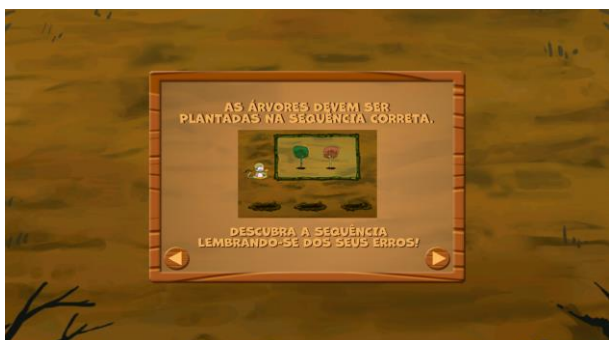 AS ÁRVORES DEVEM SER
PLANTADAS NA SEQUÊNCIA CORRETA.
DESCUBRA A SEQUÊNCIA
LEMBRANDO-SE DOS SEUS ERROS!